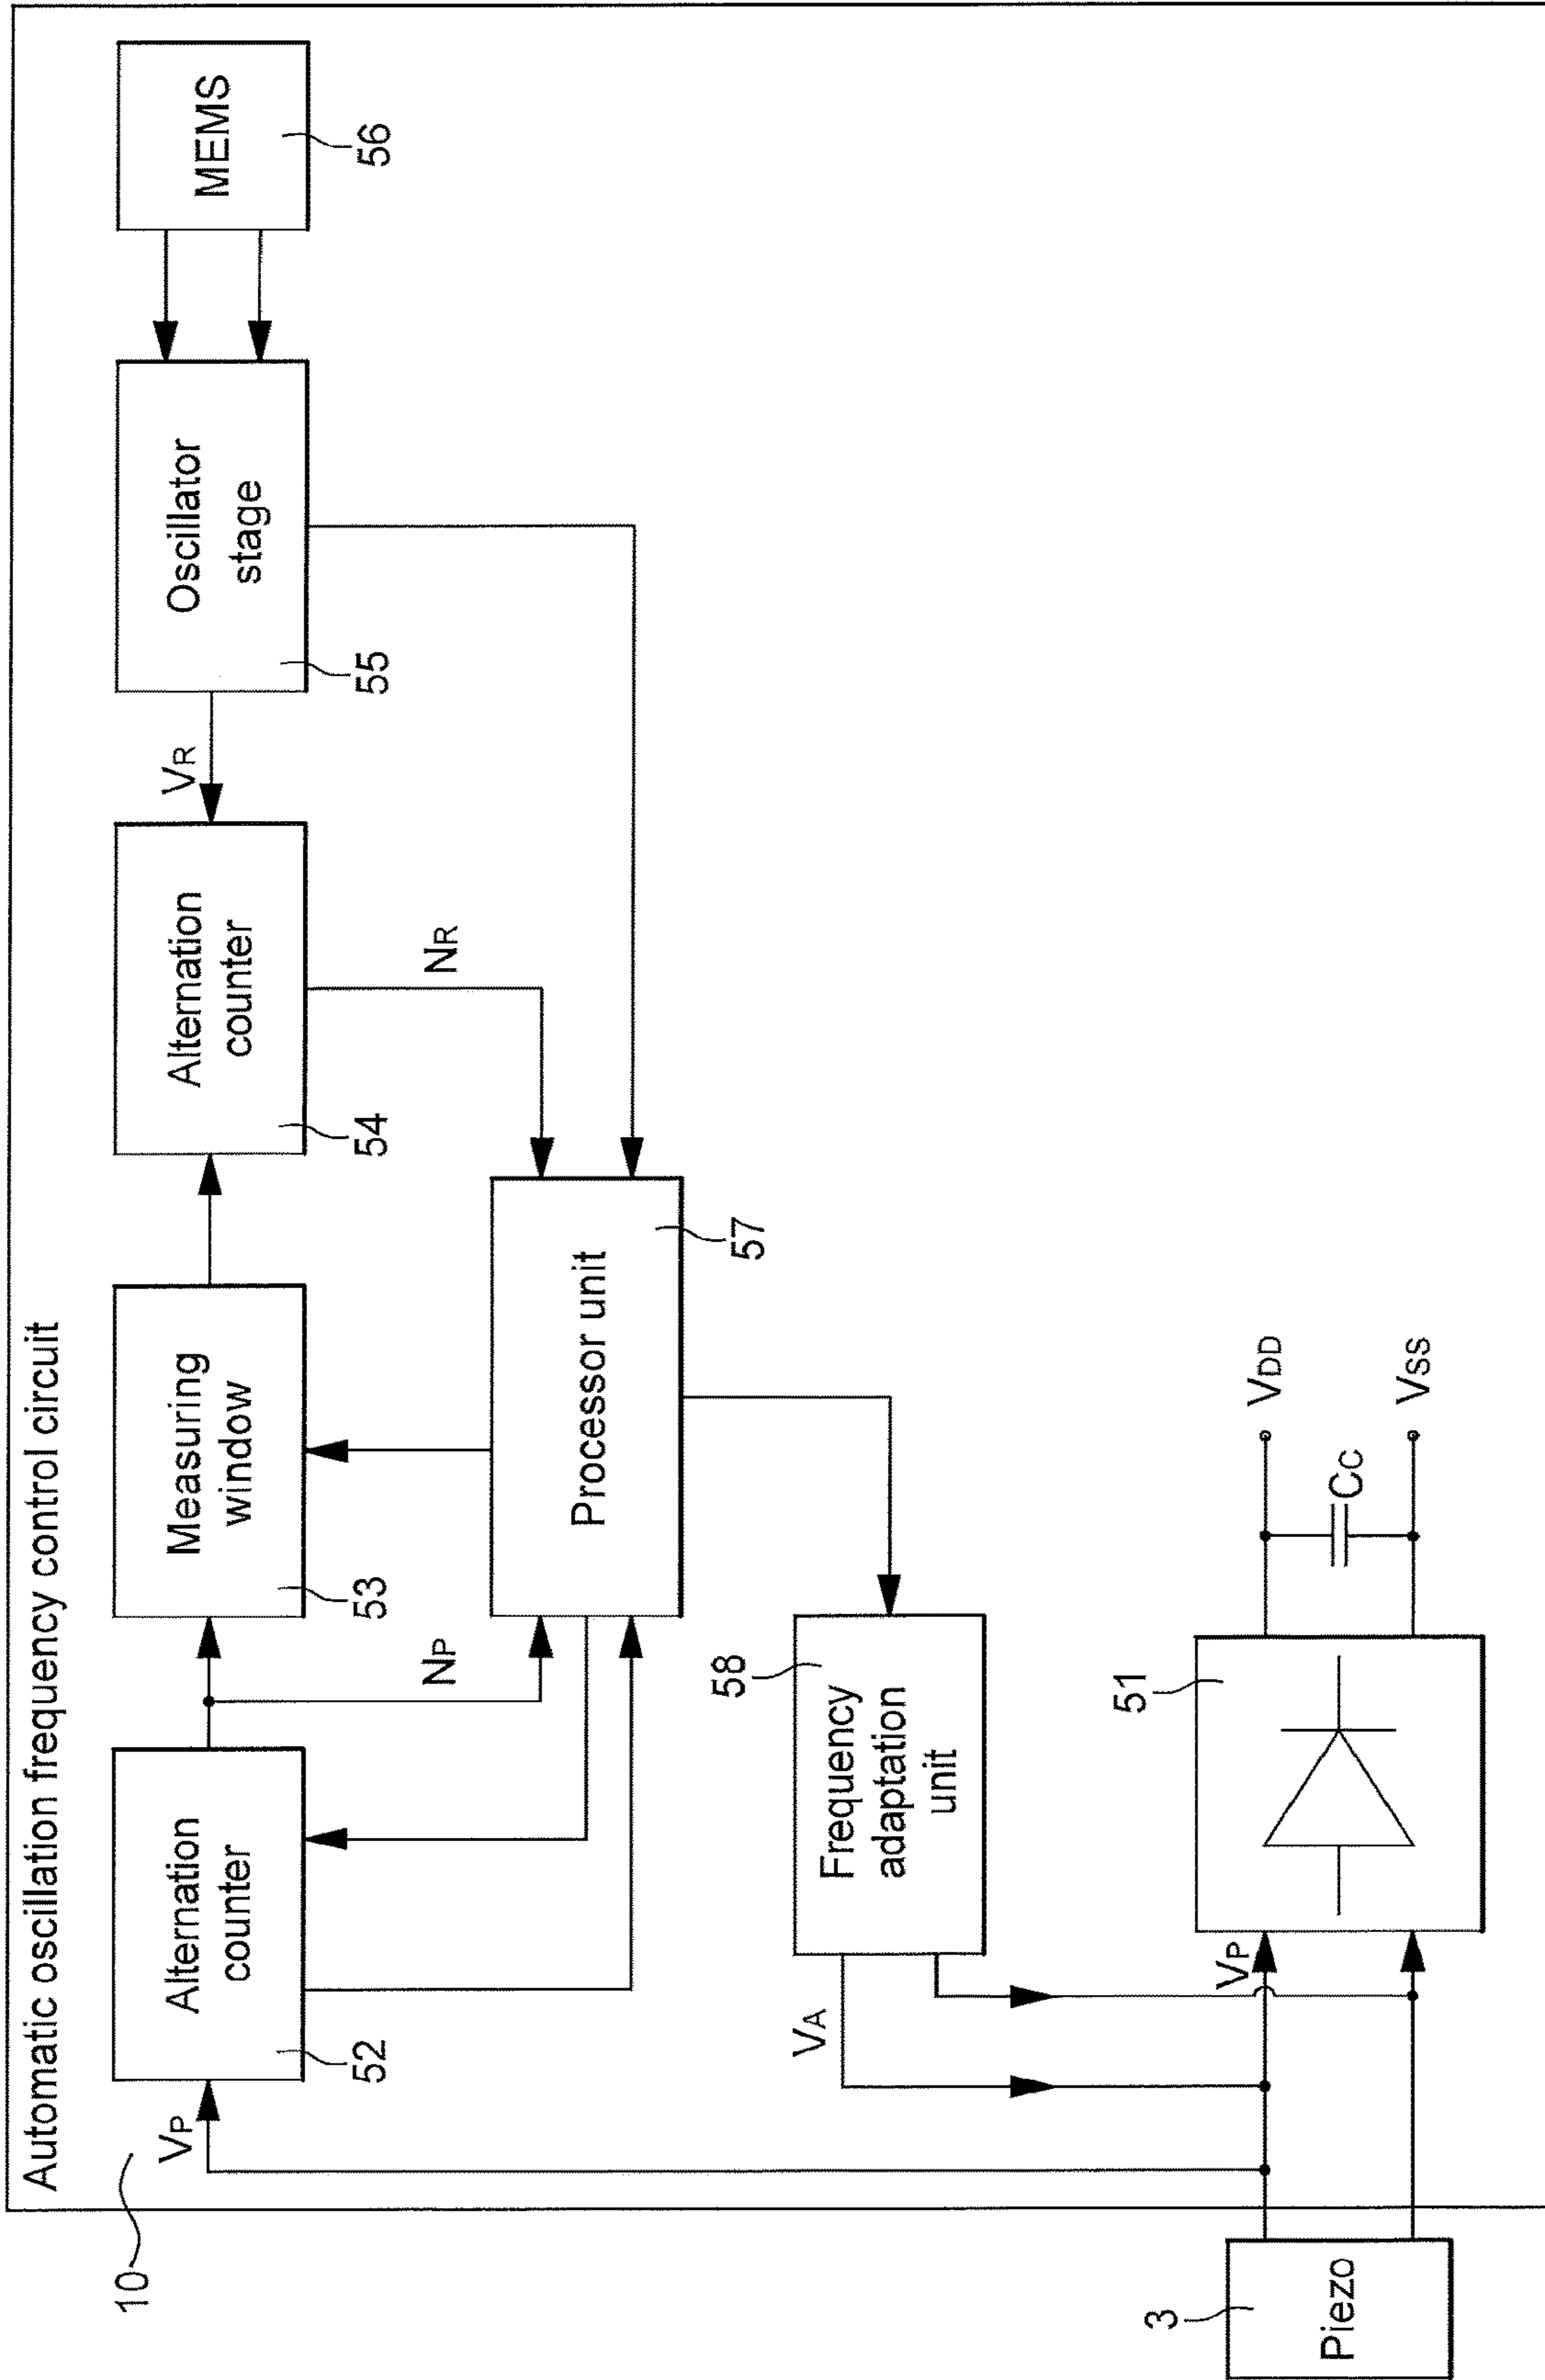 Automatic oscillation frequency control circuit
10
VP
Alternation
counter
52
Measuring
window
53
Alternation
counter
54
VR
Oscillator
stage
55
MEMS
56
NP
NR
Processor unit
57
Frequency
adaptation
unit
58
VA
VP
51
VDD
CC
VSS
3
Piezo